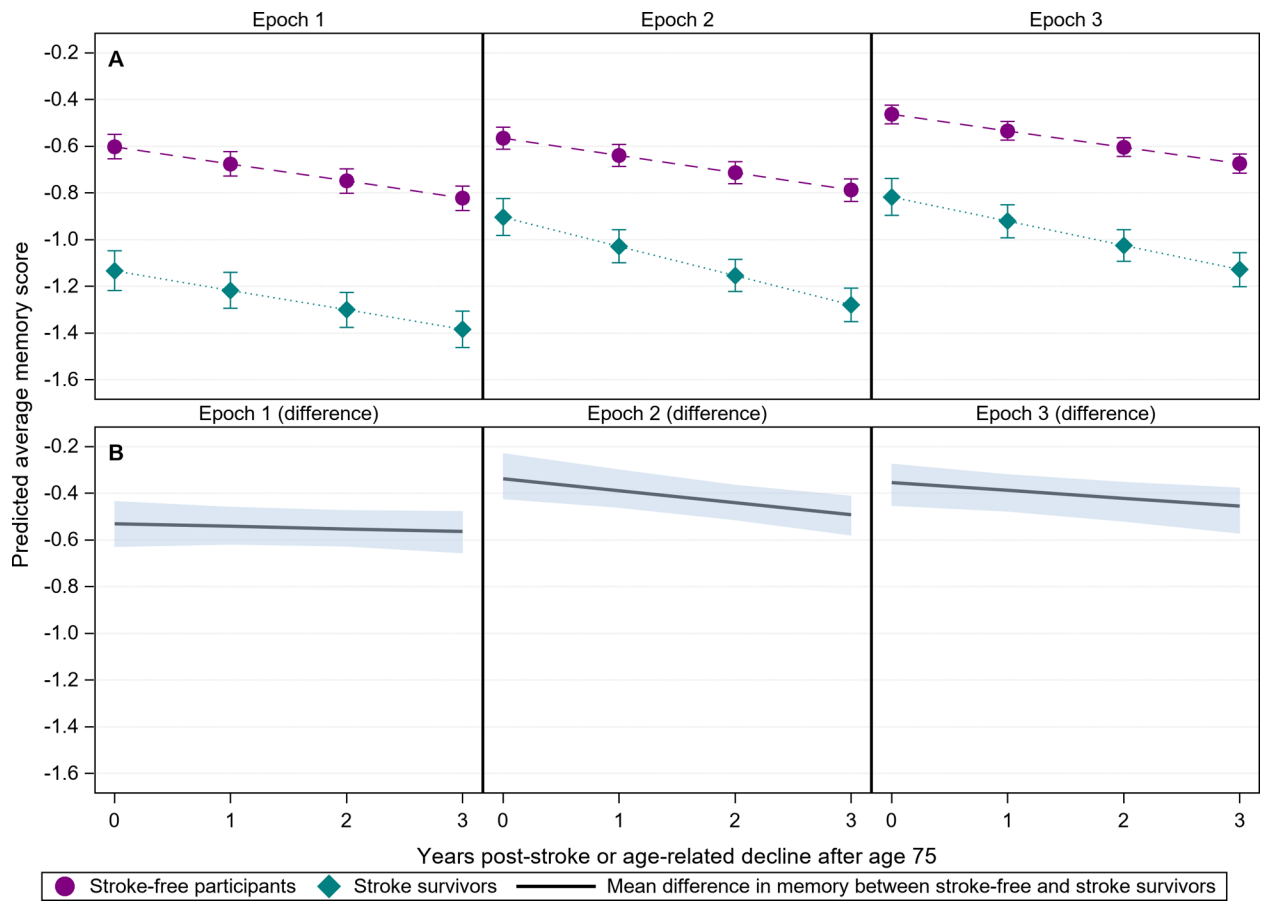 Epoch 1 Epoch 2 Epoch 3
A
-0.2
-0.4
-0.6
-0.8
-1.0
-1.2
-1.4
-1.6
Predicted average memory score
Epoch 1 (difference) Epoch 2 (difference) Epoch 3 (difference)
B
-0.2
-0.4
-0.6
-0.8
-1.0
-1.2
-1.4
-1.6
0 1 2 3 0 1 2 3 0 1 2 3
Years post-stroke or age-related decline after age 75
Stroke-free participants Stroke survivors Mean difference in memory between stroke-free and stroke survivors